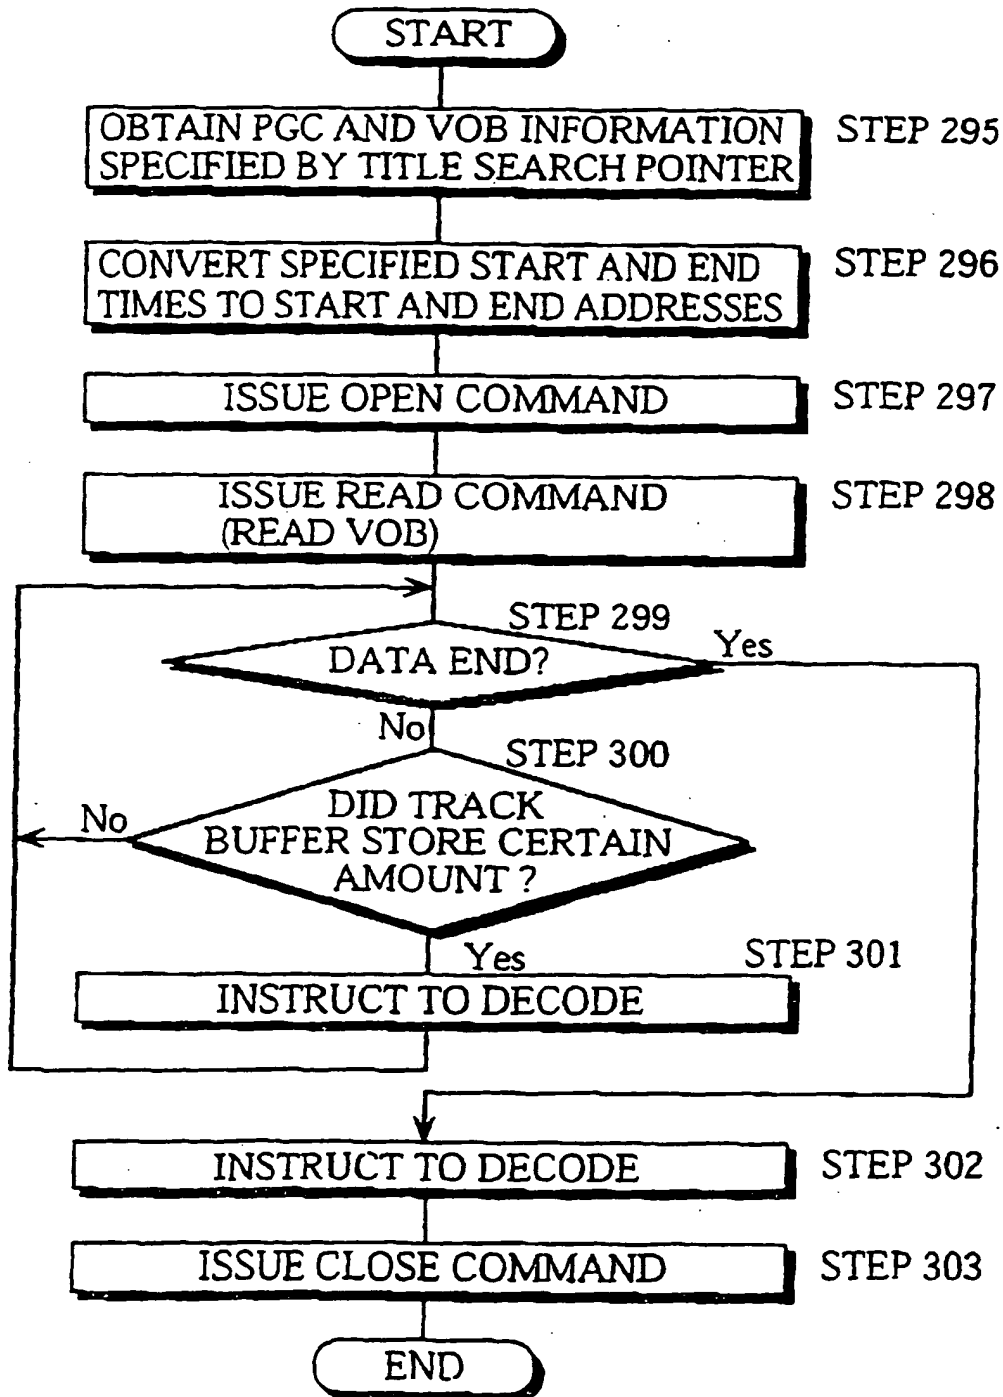 START
OBTAIN PGC AND VOB INFORMATION
SPECIFIED BY TITLE SEARCH POINTER
STEP 295
CONVERT SPECIFIED START AND END
TIMES TO START AND END ADDRESSES
STEP 296
ISSUE OPEN COMMAND
STEP 297
ISSUE READ COMMAND
(READ VOB)
STEP 298
STEP 299
DATA END?
Yes
No
STEP 300
DID TRACK
BUFFER STORE CERTAIN
AMOUNT ?
No
Yes
STEP 301
INSTRUCT TO DECODE
INSTRUCT TO DECODE
STEP 302
ISSUE CLOSE COMMAND
STEP 303
END